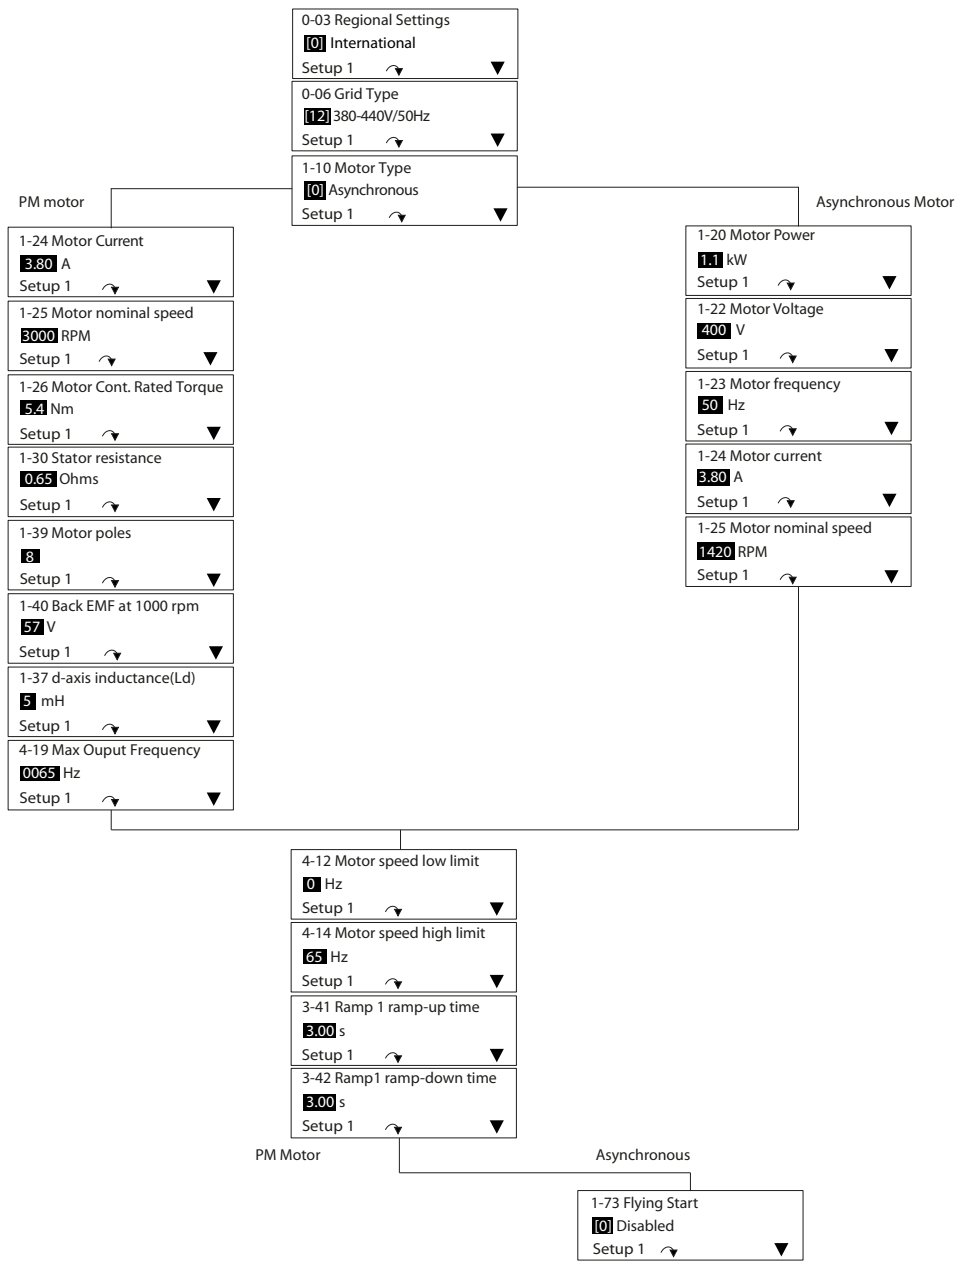 0-03 Regional Settings
[0] International
Setup 1
0-06 Grid Type
[12] 380-440V/50Hz
Setup 1
1-10 Motor Type
[0] Asynchronous
Setup 1
PM motor
1-24 Motor Current
3.80 A
Setup 1
1-25 Motor nominal speed
3000 RPM
Setup 1
1-26 Motor Cont. Rated Torque
5.4 Nm
Setup 1
1-30 Stator resistance
0.65 Ohms
Setup 1
1-39 Motor poles
8
Setup 1
1-40 Back EMF at 1000 rpm
57 V
Setup 1
1-37 d-axis inductance(Ld)
5 mH
Setup 1
4-19 Max Ouput Frequency
0065 Hz
Setup 1
Asynchronous Motor
1-20 Motor Power
1.1 kW
Setup 1
1-22 Motor Voltage
400 V
Setup 1
1-23 Motor frequency
50 Hz
Setup 1
1-24 Motor current
3.80 A
Setup 1
1-25 Motor nominal speed
1420 RPM
Setup 1
4-12 Motor speed low limit
0 Hz
Setup 1
4-14 Motor speed high limit
65 Hz
Setup 1
3-41 Ramp 1 ramp-up time
3.00 s
Setup 1
3-42 Ramp1 ramp-down time
3.00 s
Setup 1
PM Motor
Asynchronous
1-73 Flying Start
[0] Disabled
Setup 1